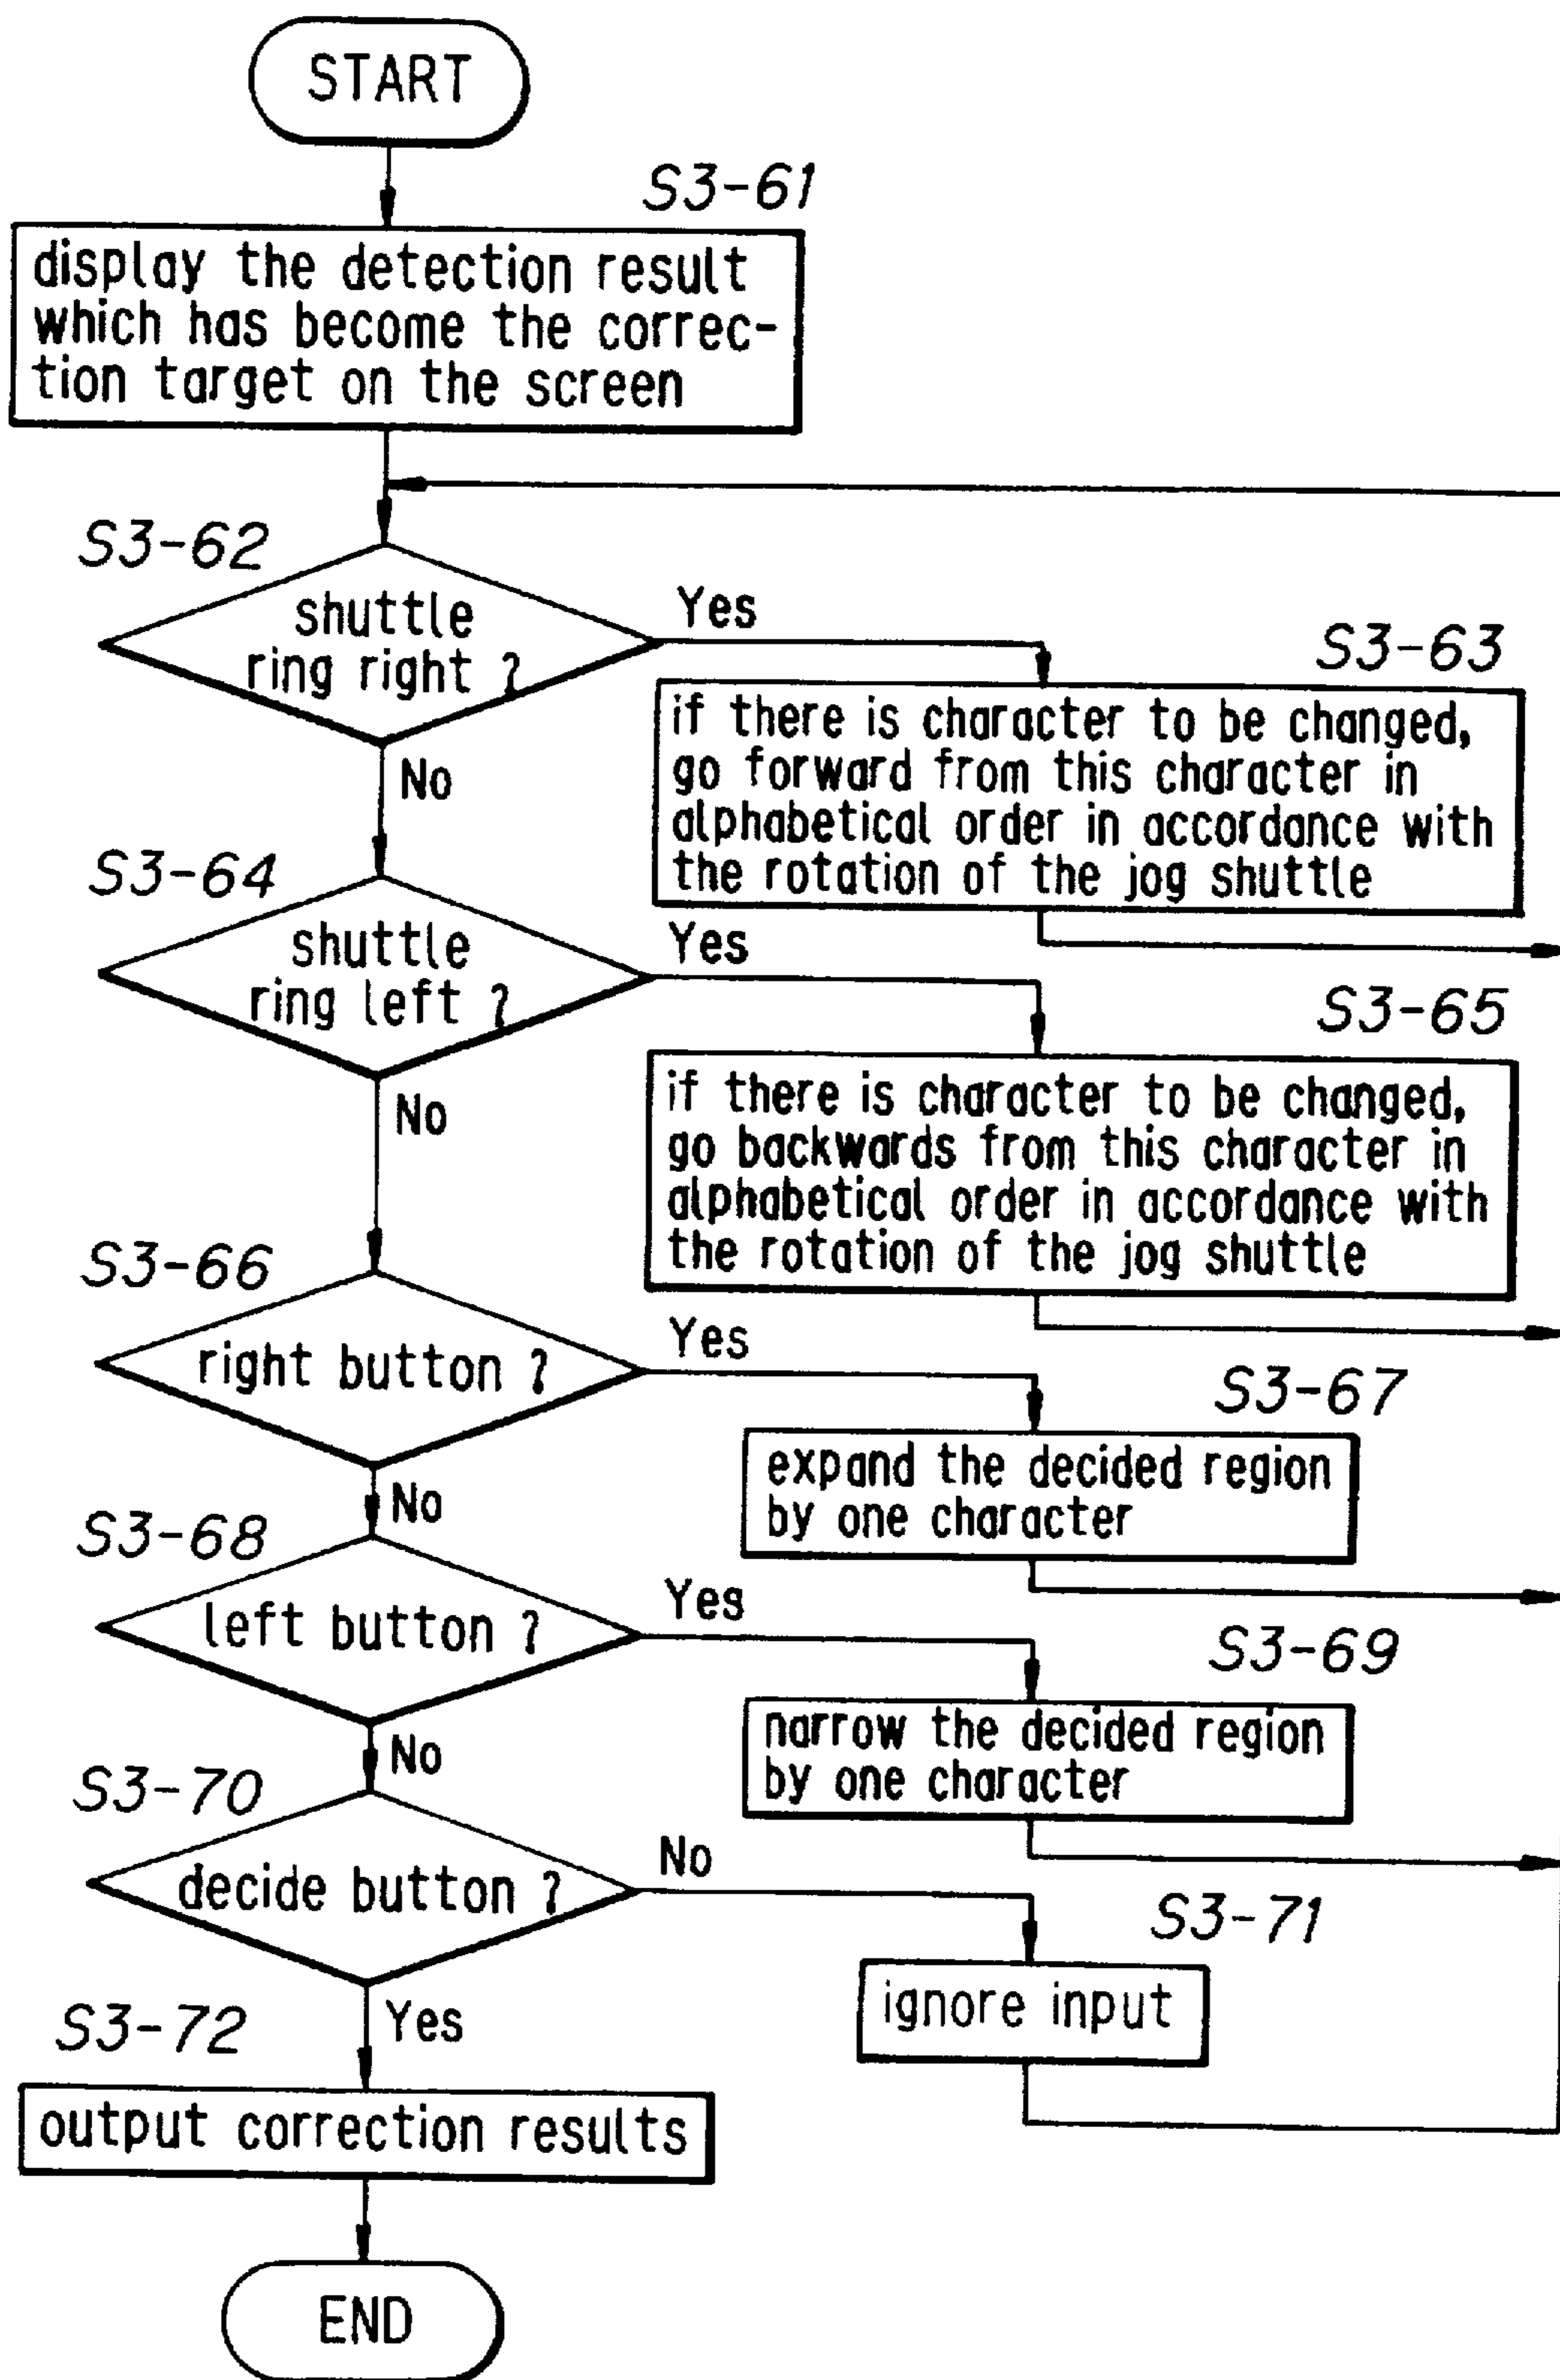 START
S3-61
display the detection result
which has become the correc-
tion target on the screen
S3-62
shuttle
ring right ?
Yes
No
S3-63
if there is character to be changed,
go forward from this character in
alphabetical order in accordance with
the rotation of the jog shuttle
S3-64
shuttle
ring left ?
Yes
No
S3-65
if there is character to be changed,
go backwards from this character in
alphabetical order in accordance with
the rotation of the jog shuttle
S3-66
right button ?
Yes
No
S3-67
expand the decided region
by one character
S3-68
left button ?
Yes
No
S3-69
narrow the decided region
by one character
S3-70
decide button ?
No
Yes
S3-71
ignore input
S3-72
output correction results
END